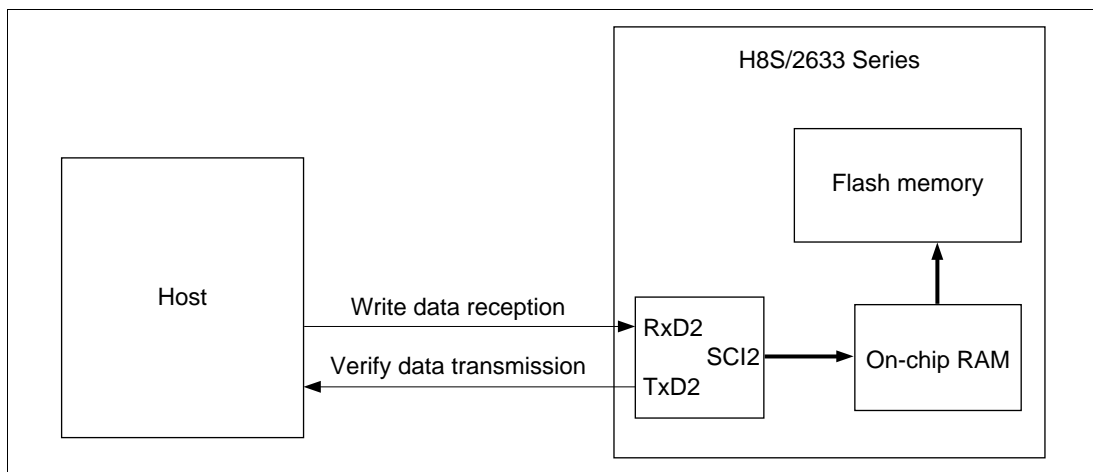 H8S/2633 Series
Flash memory
Host
Write data reception
RxD2
SCI2
On-chip RAM
Verify data transmission
TxD2